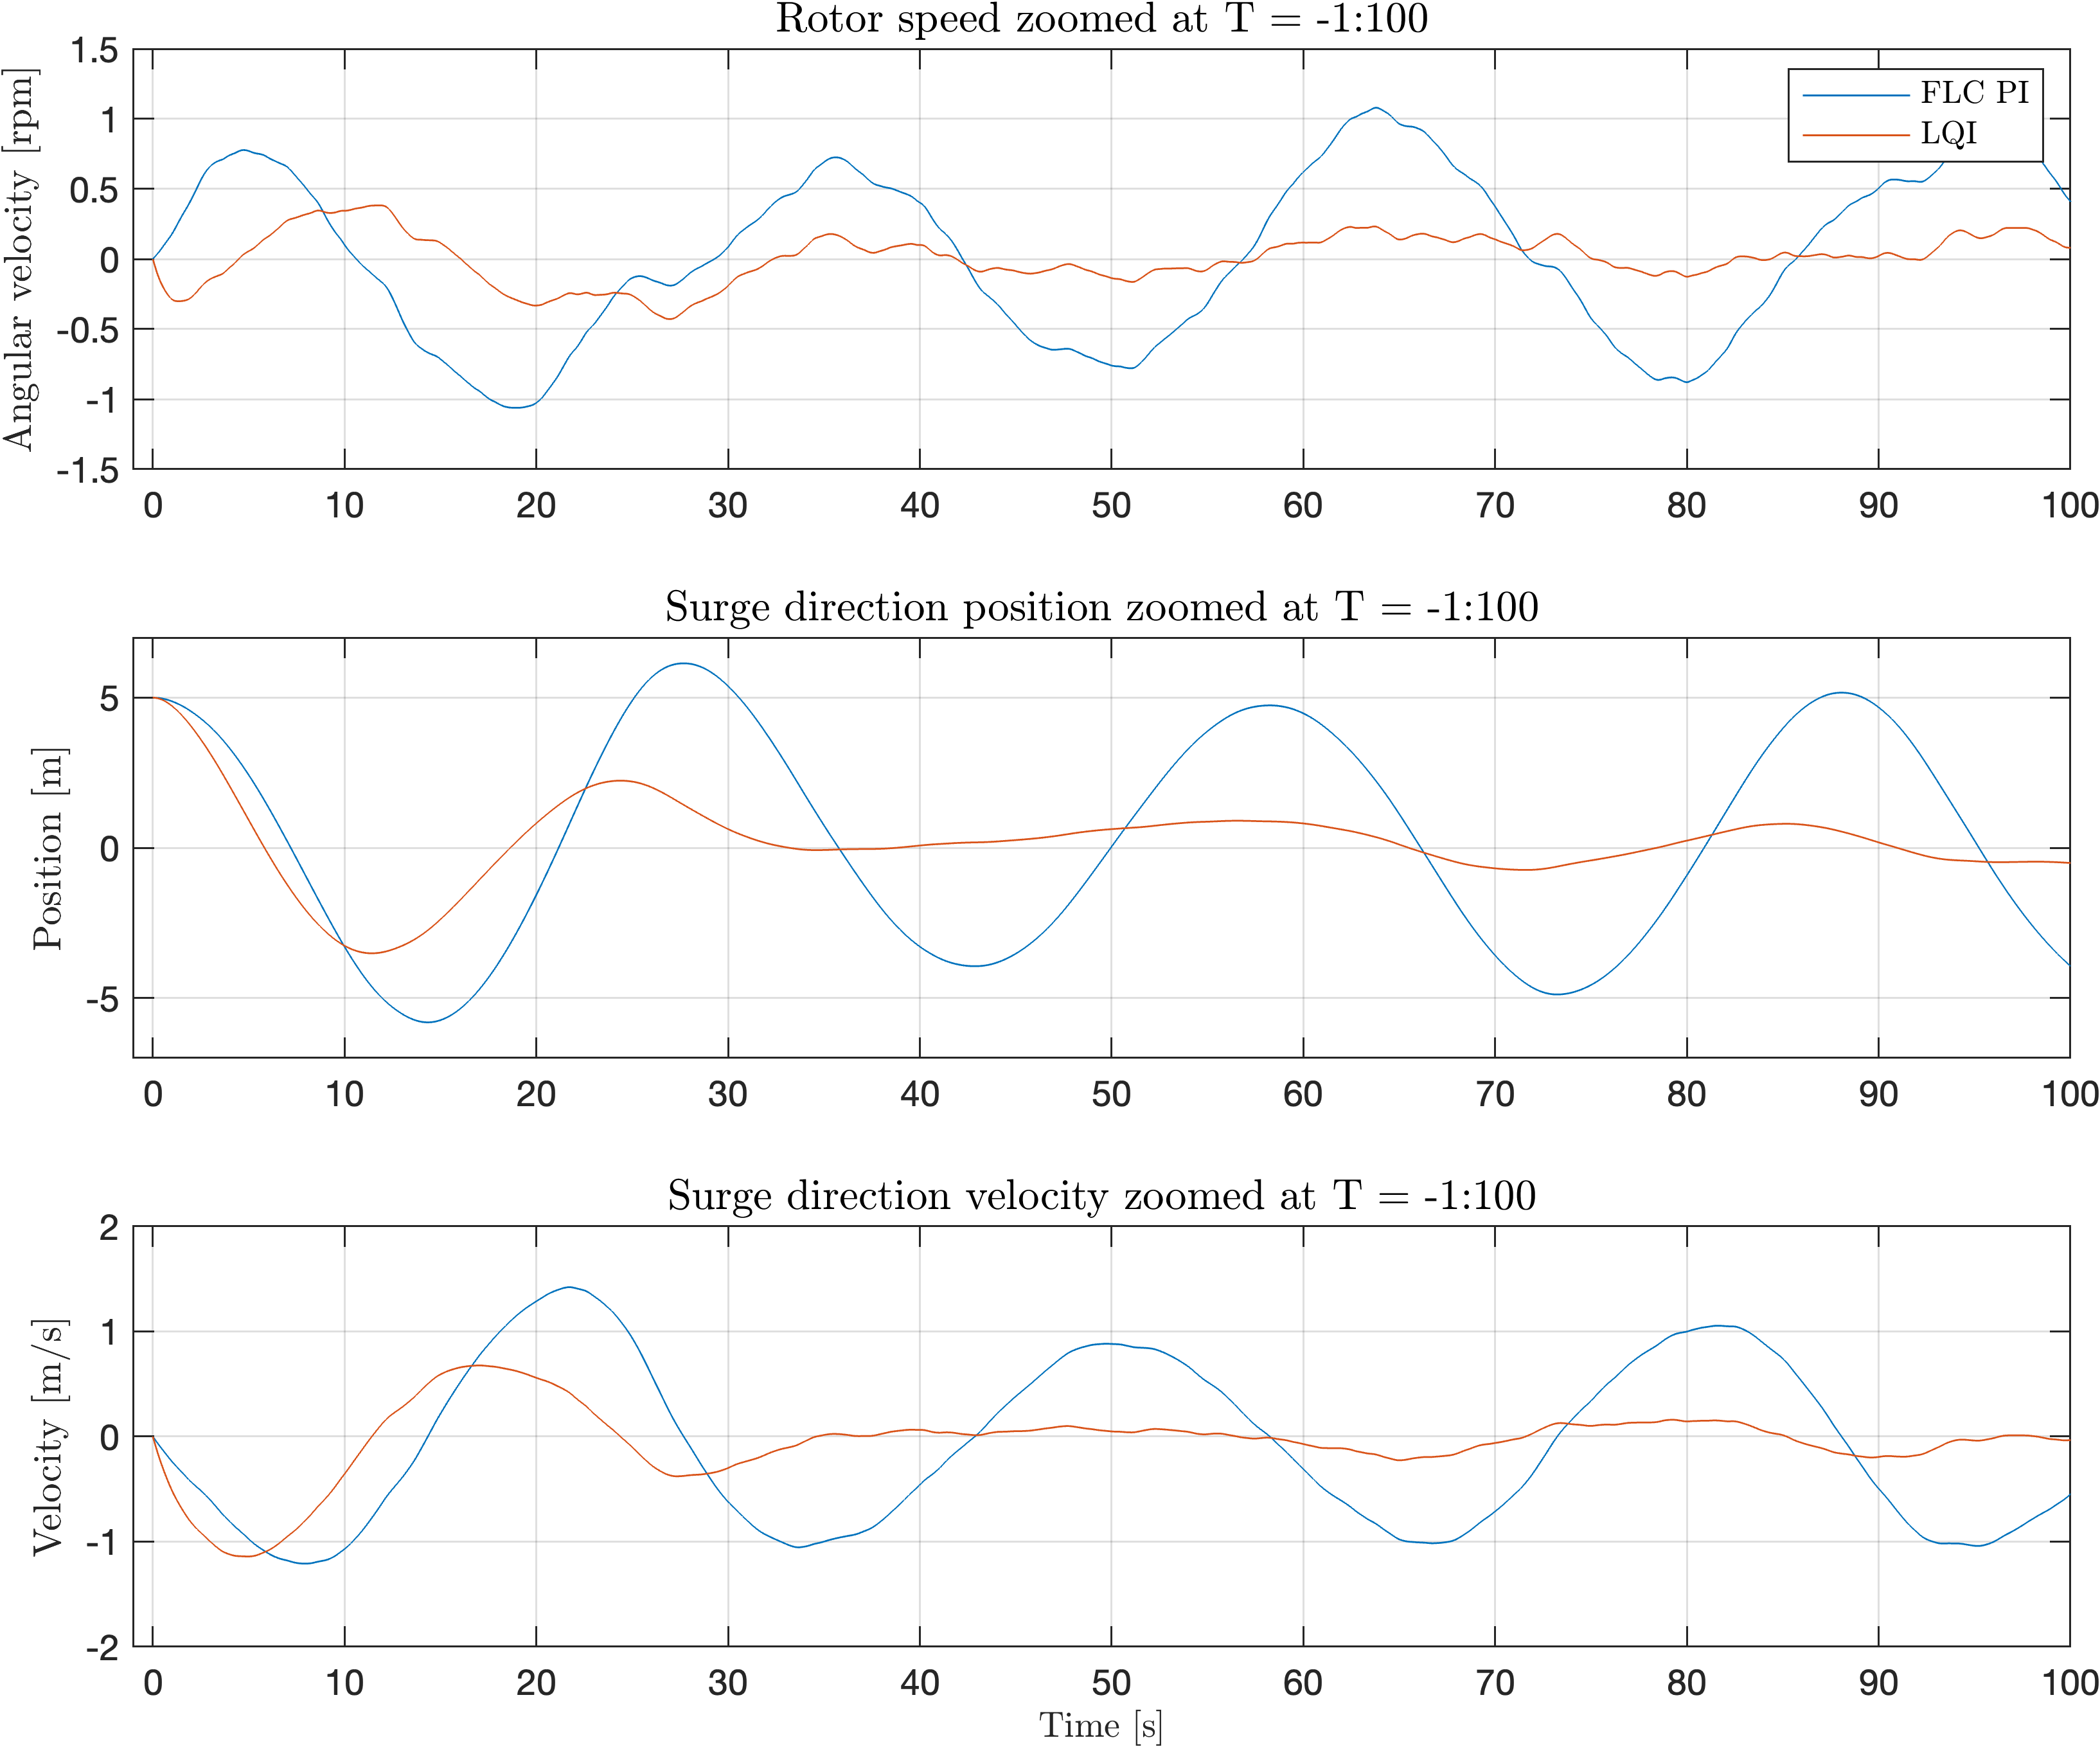 Rotor speed zoomed at T = -1:100
Angular velocity [rpm]
1.5
1
0.5
0
-0.5
-1
-1.5
FLC PI
LQI
0 10 20 30 40 50 60 70 80 90 100
Surge direction position zoomed at T = -1:100
Position [m]
5
0
-5
0 10 20 30 40 50 60 70 80 90 100
Surge direction velocity zoomed at T = -1:100
Velocity [m/s]
2
1
0
-1
-2
0 10 20 30 40 50 60 70 80 90 100
Time [s]